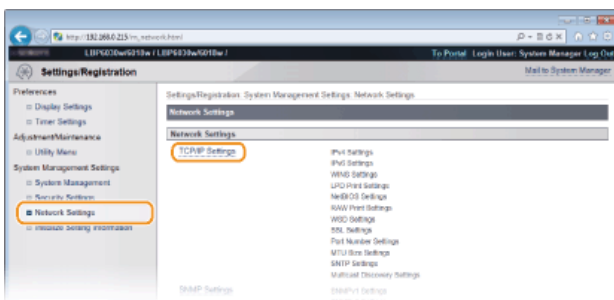 http://192.168.0.215/m_network.html
LBP6030w/6018w / LBP6030w/6018w /
To Portal Login User: System Manager Log Out
Settings/Registration
Mail to System Manager
Preferences
Display Settings
Timer Settings
Adjustment/Maintenance
Utility Menu
System Management Settings
System Management
Security Settings
Network Settings
Initialize Setting Information
Settings/Registration: System Management Settings: Network Settings
Network Settings
Network Settings
TCP/IP Settings
IPv4 Settings
IPv6 Settings
WINS Settings
LPD Print Settings
NetBIOS Settings
RAW Print Settings
WSD Settings
SSL Settings
Port Number Settings
MTU Size Settings
SNTP Settings
Multicast Discovery Settings
SNMP Settings
SNMPv1 Settings